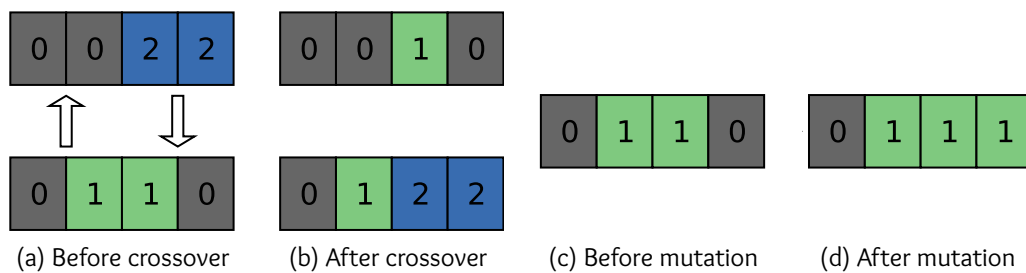 0 0 2 2
0 1 1 0
(a) Before crossover
0 0 1 0
0 1 2 2
(b) After crossover
0 1 1 0
(c) Before mutation
0 1 1 1
(d) After mutation